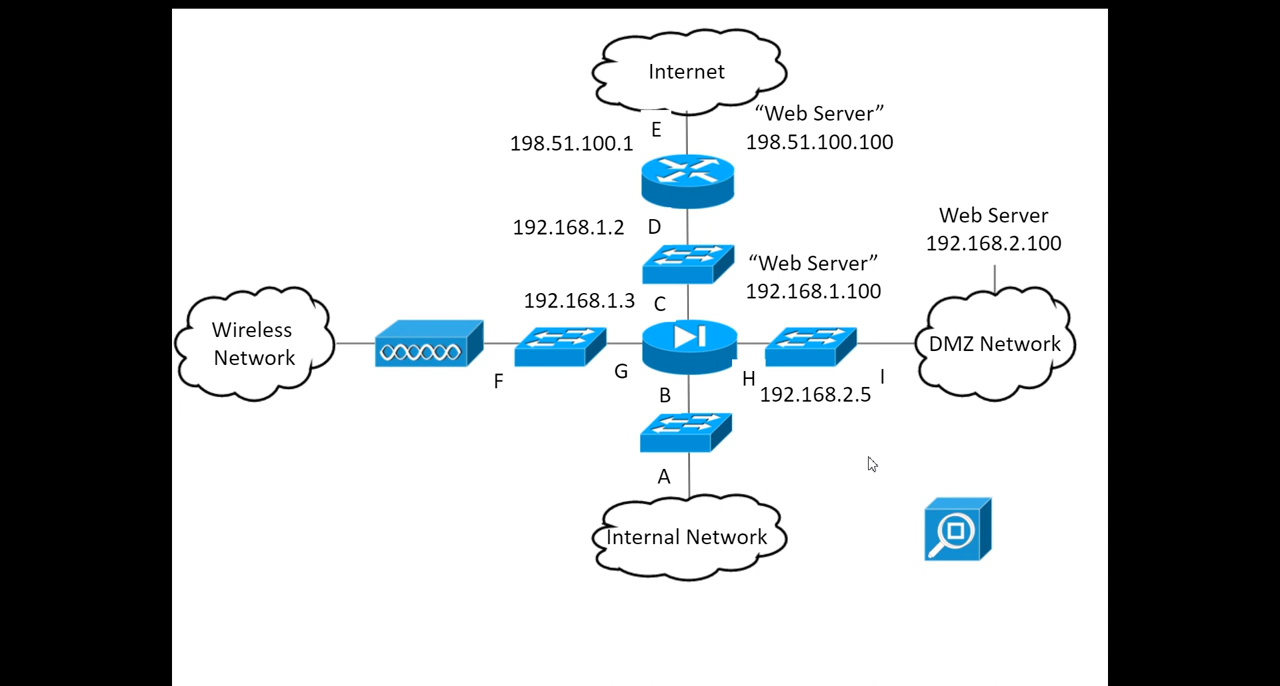 Internet
E
“Web Server”
198.51.100.1
198.51.100.100
192.168.1.2
D
Web Server
192.168.2.100
“Web Server”
192.168.1.3
C
192.168.1.100
Wireless
Network
DMZ Network
F
G
H
I
B
192.168.2.5
A
Internal Network